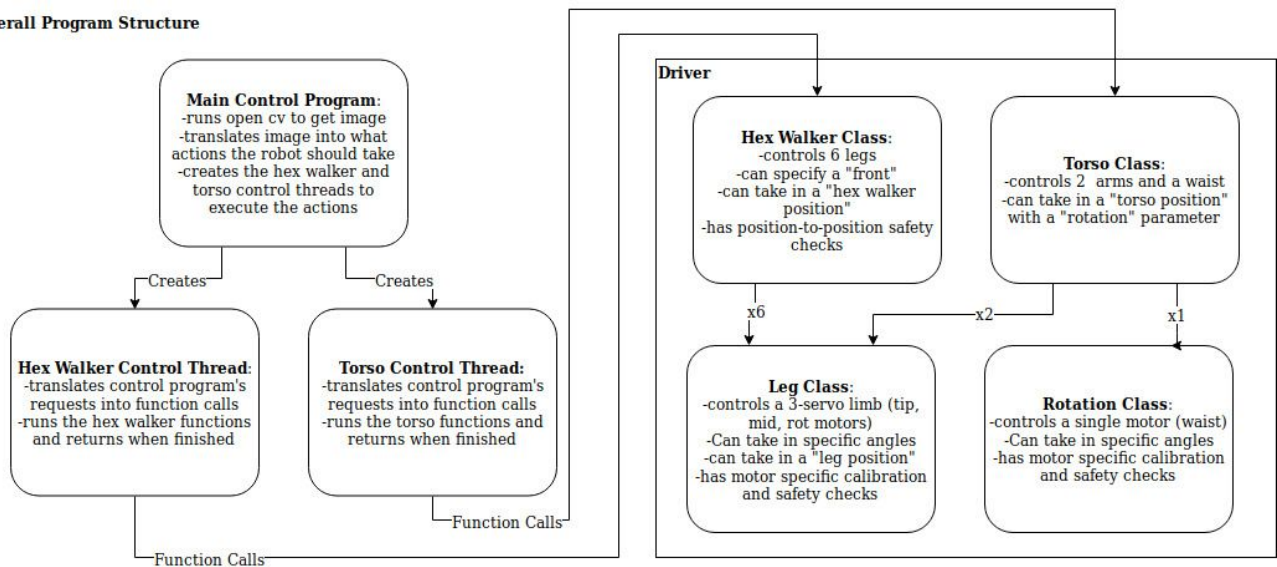 erall Program Structure
Main Control Program:
-runs open cv to get image
-translates image into what
actions the robot should take
-creates the hex walker and
torso control threads to
execute the actions
Creates
Creates
Hex Walker Control Thread:
-translates control program's
requests into function calls
-runs the hex walker functions
and returns when finished
Torso Control Thread:
-translates control program's
requests into function calls
-runs the torso functions and
returns when finished
Function Calls
Function Calls
Driver
Hex Walker Class:
-controls 6 legs
-can specify a "front"
-can take in a "hex walker
position"
-has position-to-position safety
checks
Torso Class:
-controls 2 arms and a waist
-can take in a "torso position"
with a "rotation" parameter
x6
x2
x1
Leg Class:
-controls a 3-servo limb (tip,
mid, rot motors)
-Can take in specific angles
-can take in a "leg position"
-has motor specific calibration
and safety checks
Rotation Class:
-controls a single motor (waist)
-Can take in specific angles
-has motor specific calibration
and safety checks